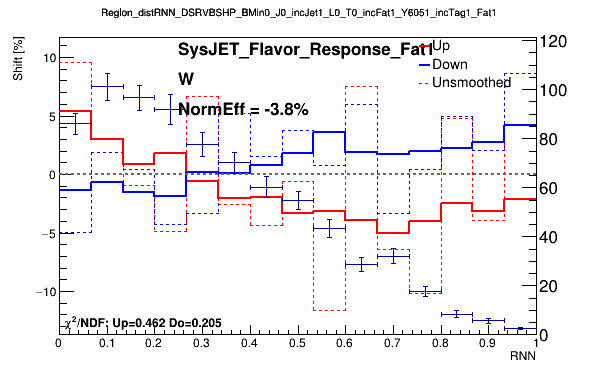 Region_distRNN_DSRVBSHP_BMin0_J0_incJet1_L0_T0_incFat1_Y6051_incTag1_Fat1
Shift [%]
SysJET_Flavor_Response_Fat1
W
NormEff = -3.8%
Up
Down
Unsmoothed
10
5
0
−5
−10
120
100
80
60
40
20
0
χ2/NDF: Up=0.462 Do=0.205
0 0.1 0.2 0.3 0.4 0.5 0.6 0.7 0.8 0.9 1
RNN